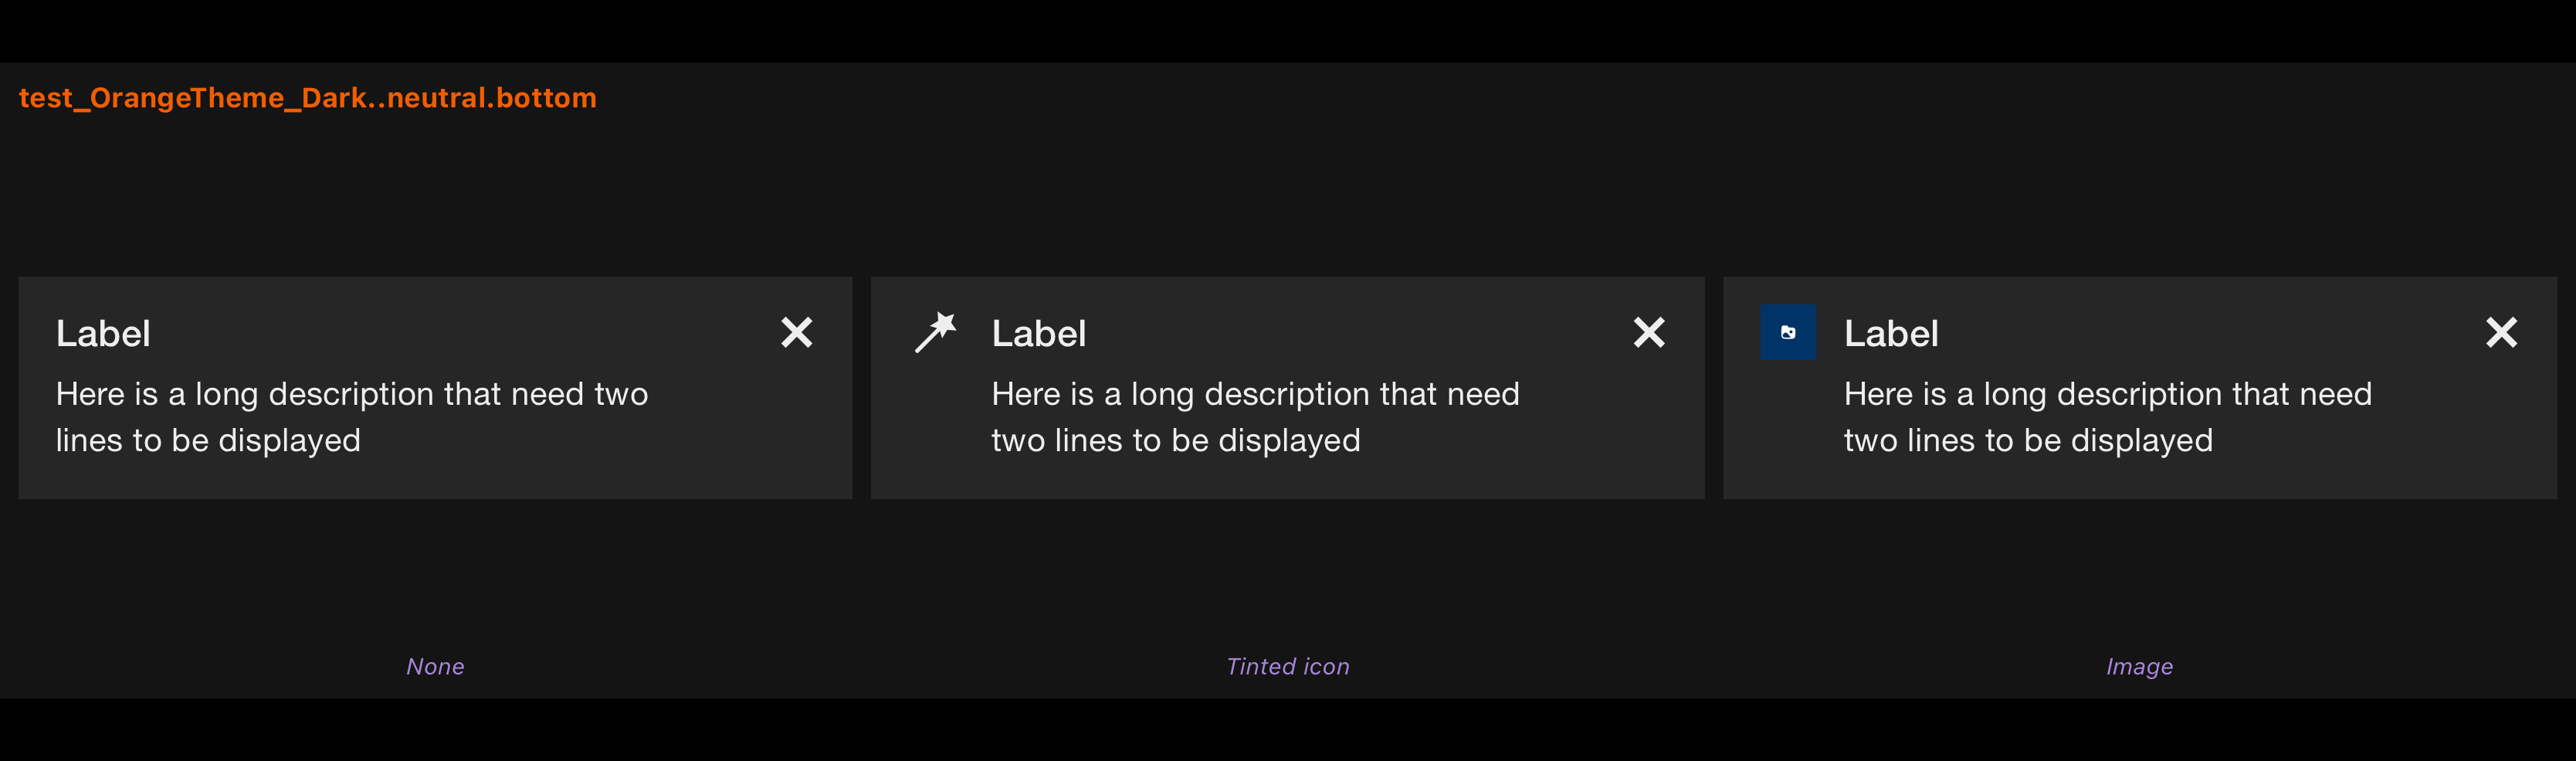 test_OrangeTheme_Dark..neutral.bottom
Label
Here is a long description that need two
lines to be displayed
Label
Here is a long description that need
two lines to be displayed
Label
Here is a long description that need
two lines to be displayed
None
Tinted icon
Image